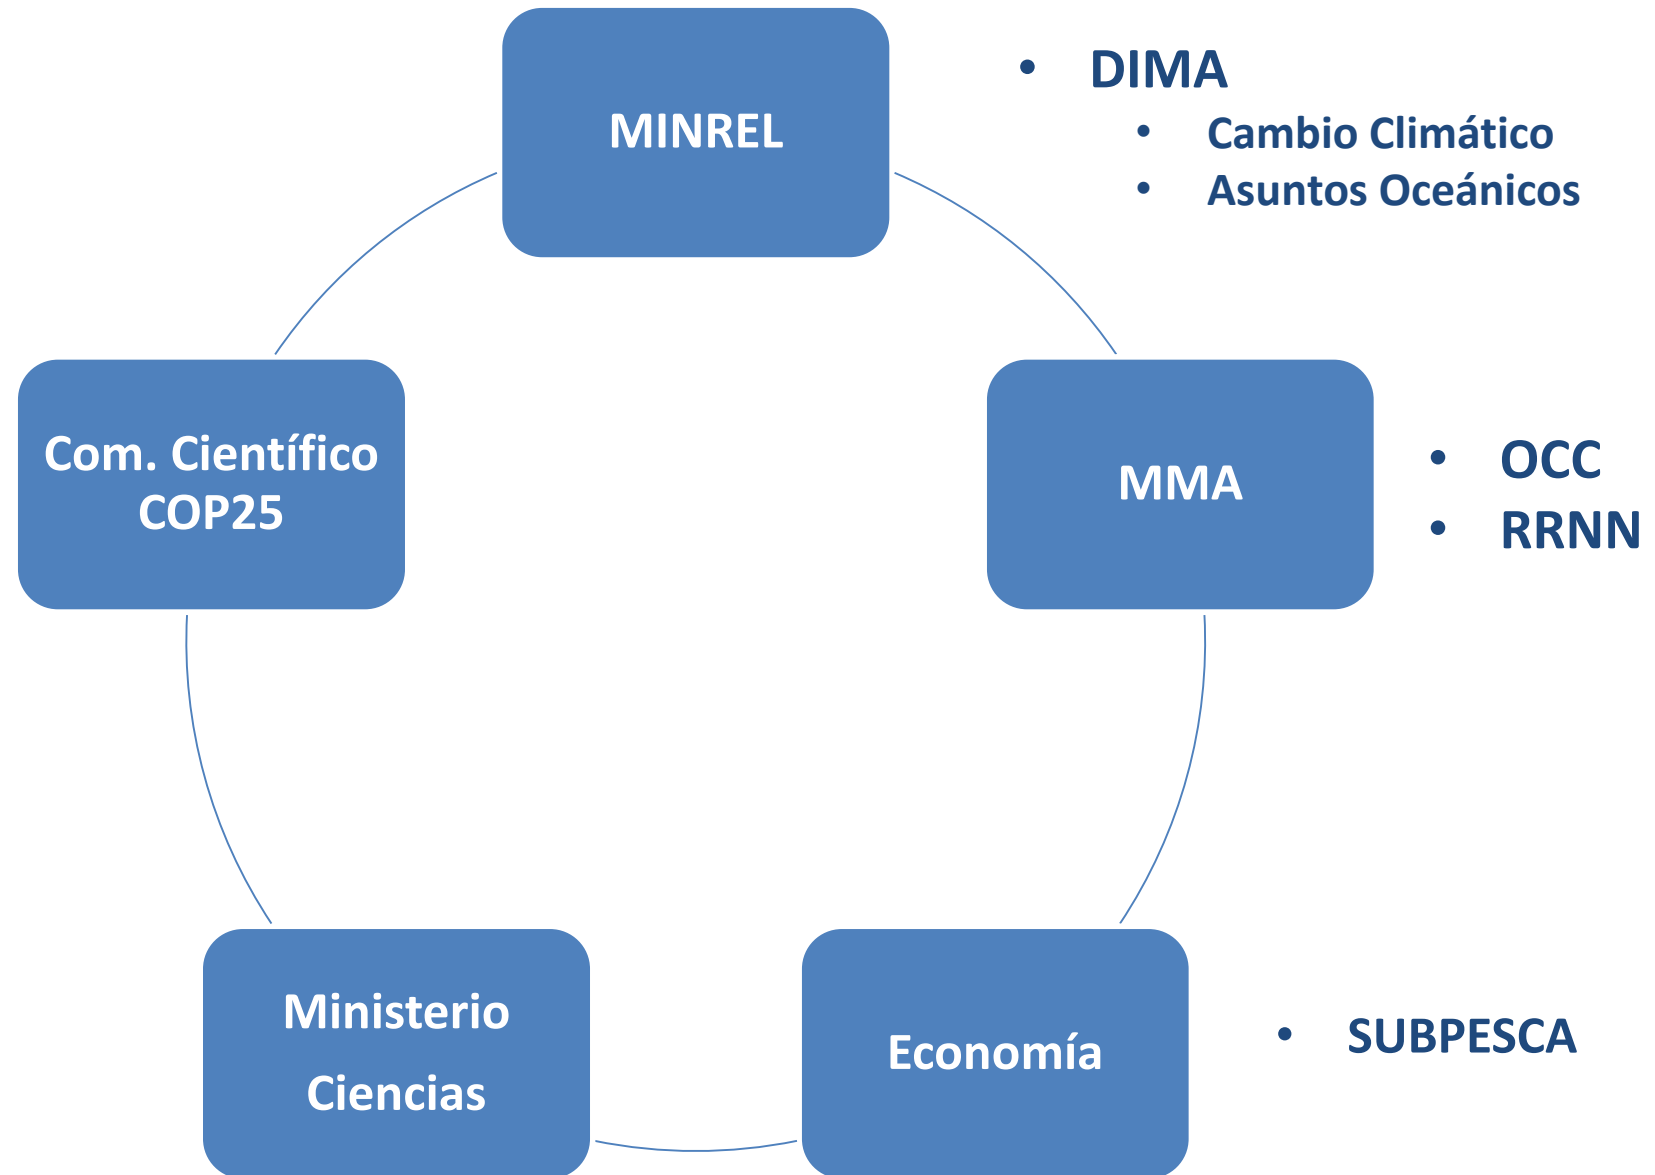 MINREL
• DIMA
• Cambio Climático
• Asuntos Oceánicos
Com. Científico
COP25
MMA
• OCC
• RRNN
Ministerio
Ciencias
Economía
• SUBPESCA